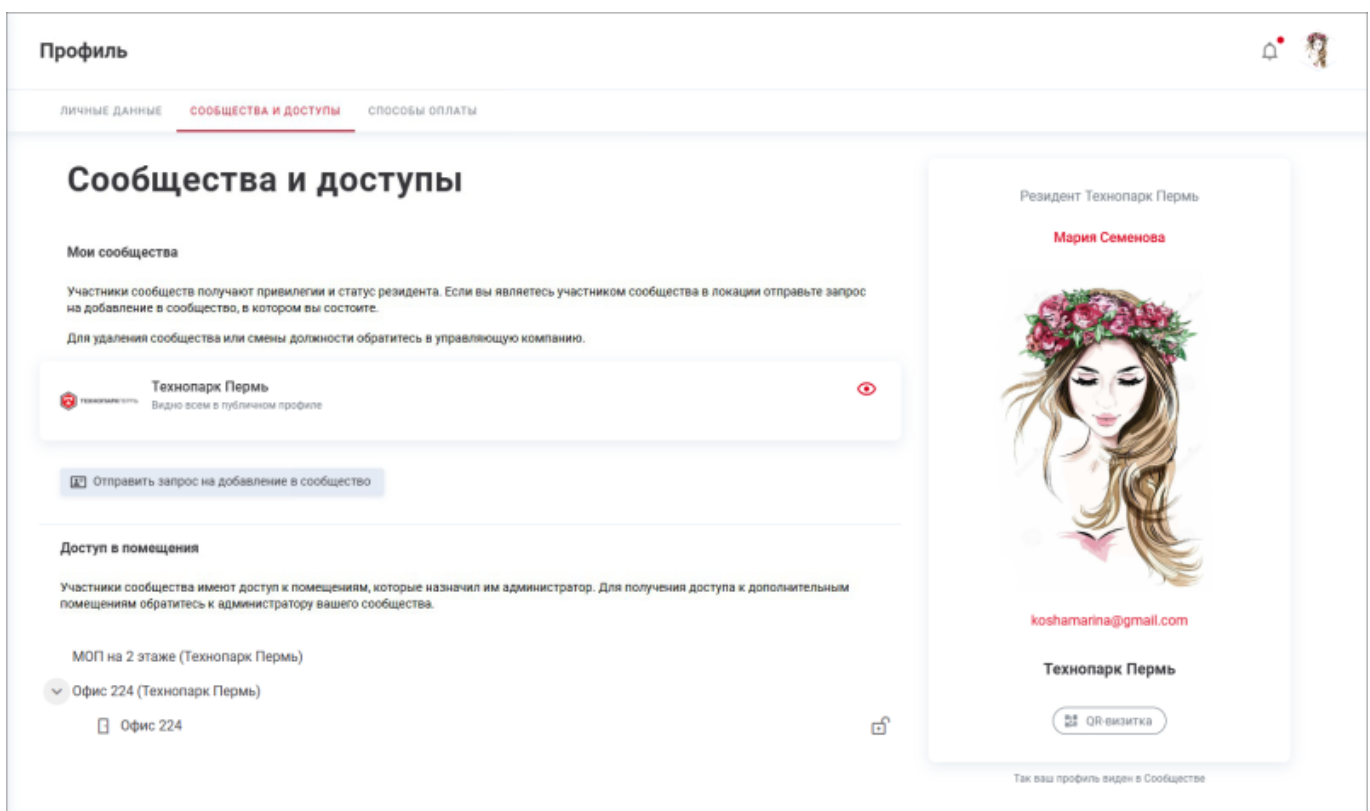 Профиль
ЛИЧНЫЕ ДАННЫЕ СООБЩЕСТВА И ДОСТУПЫ СПОСОБЫ ОПЛАТЫ
Сообщества и доступы
Мои сообщества
Участники сообществ получают привилегии и статус резидента. Если вы являетесь участником сообщества в локации отправьте запрос
на добавление в сообщество, в котором вы состоите.
Для удаления сообщества или смены должности обратитесь в управляющую компанию.
ТЕХНОПАРК ПЕРМЬ
Технопарк Пермь
Видно всем в публичном профиле
Отправить запрос на добавление в сообщество
Доступ в помещения
Участники сообщества имеют доступ к помещениям, которые назначил им администратор. Для получения доступа к дополнительным
помещениям обратитесь к администратору вашего сообщества.
МОП на 2 этаже (Технопарк Пермь)
Офис 224 (Технопарк Пермь)
Офис 224
Резидент Технопарк Пермь
Мария Семенова
koshamarina@gmail.com
Технопарк Пермь
QR-визитка
Так ваш профиль виден в Сообществе